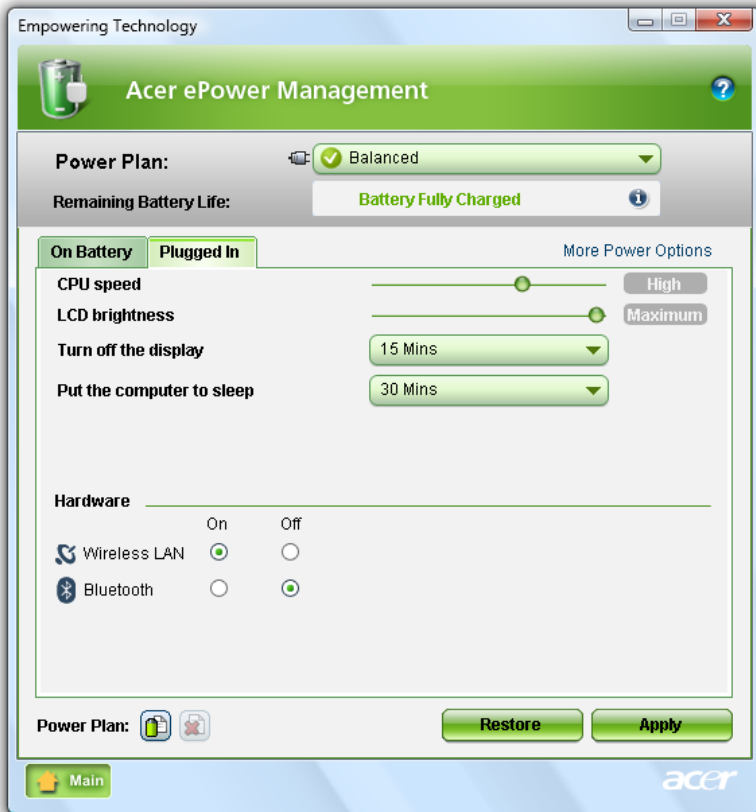 Empowering Technology
Acer ePower Management
?
Power Plan: Balanced
Remaining Battery Life: Battery Fully Charged i
On Battery Plugged In More Power Options
CPU speed High
LCD brightness Maximum
Turn off the display 15 Mins
Put the computer to sleep 30 Mins
Hardware
On Off
Wireless LAN
Bluetooth
Power Plan: Restore Apply
Main acer